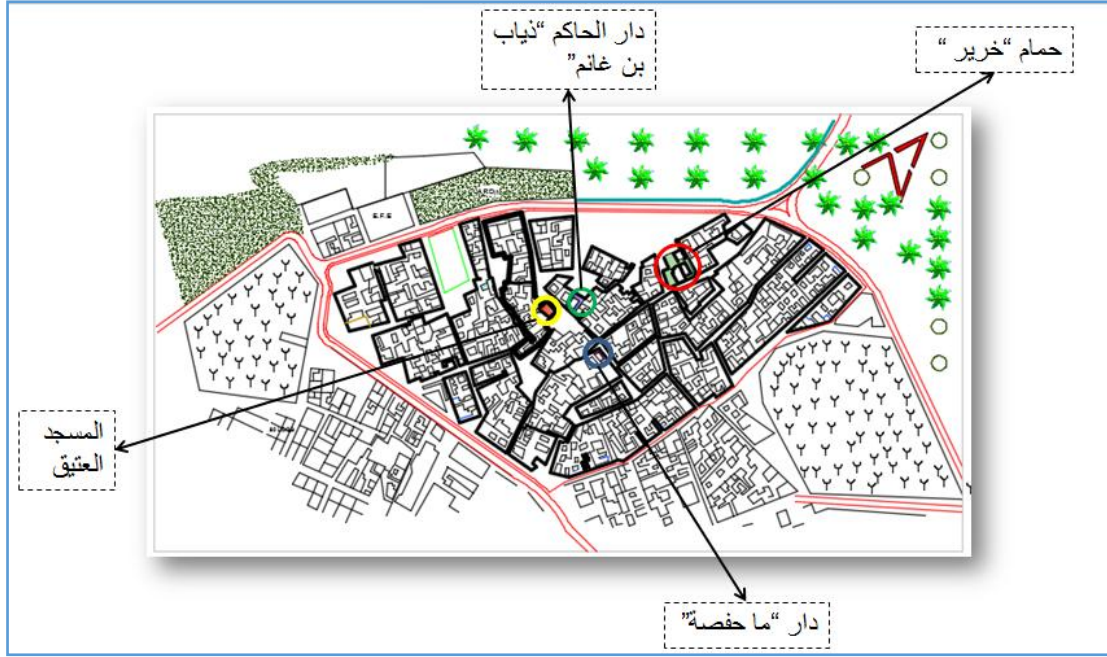 دار الحاكم “ذياب
بن غانم”
حمام “خرير “
E.F.E
المسجد
العتيق
دار “ما حفصة”